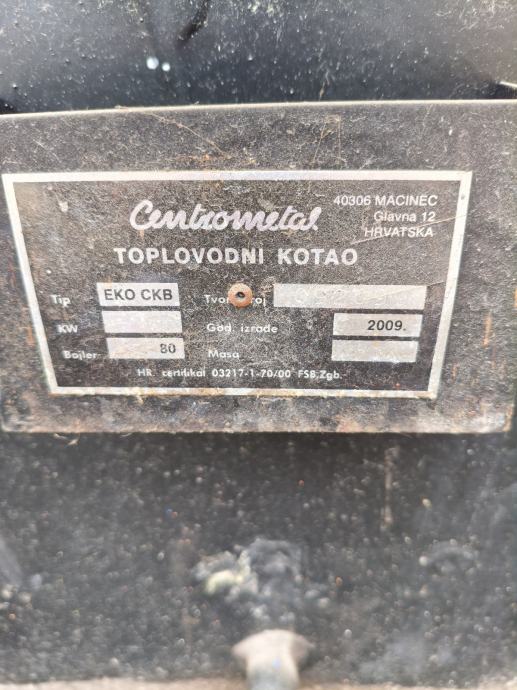 Centrometal
40306 MACINEC
Glavna 12
HRVATSKA
TOPLOVODNI KOTAO
Tip EKO CKB
KW
God. izrade 2009.
Bojler 80
Masa
HR certifikat 03217-1-70/00 FSB,Zgb.